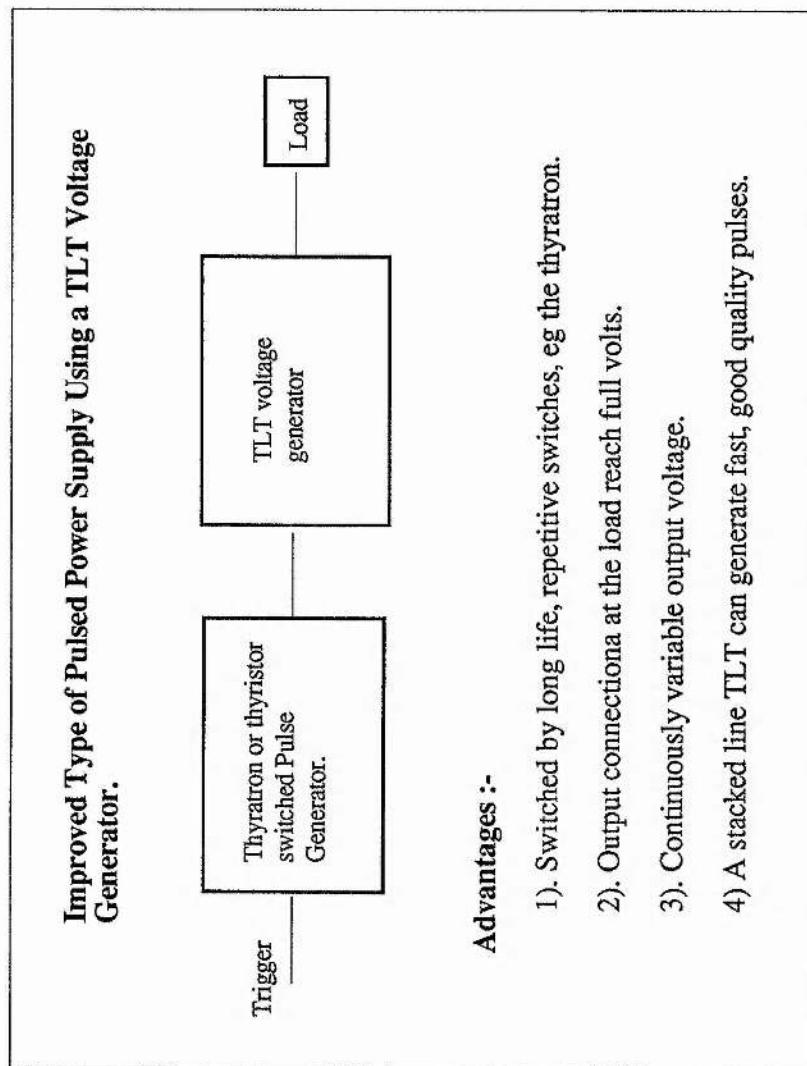 Improved Type of Pulsed Power Supply Using a TLT Voltage
Generator.
Trigger
Thyratron or thyristor
switched Pulse
Generator.
TLT voltage
generator
Load
Advantages :-
1). Switched by long life, repetitive switches, eg the thyratron.
2). Output connectiona at the load reach full volts.
3). Continuously variable output voltage.
4) A stacked line TLT can generate fast, good quality pulses.